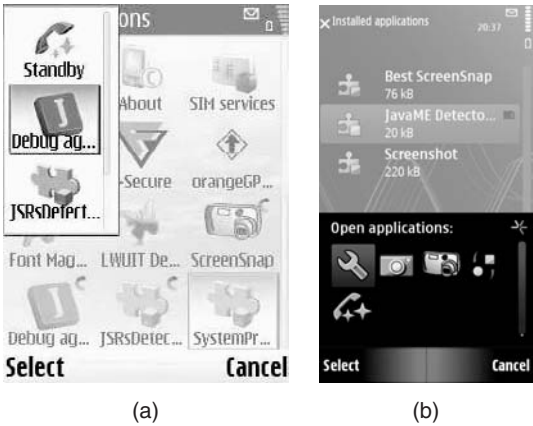 ons
Standby
Debug ag...
JSRsDetect...
About
SIM services
-Secure
orangeGP...
Font Mag...
LWUIT De...
ScreenSnap
Debug ag...
JSRsDetec...
SystemPr...
Select
Cancel
(a)
Installed applications
20:37
Best ScreenSnap
76 kB
JavaME Detecto...
20 kB
Screenshot
220 kB
Open applications:
Select
Cancel
(b)